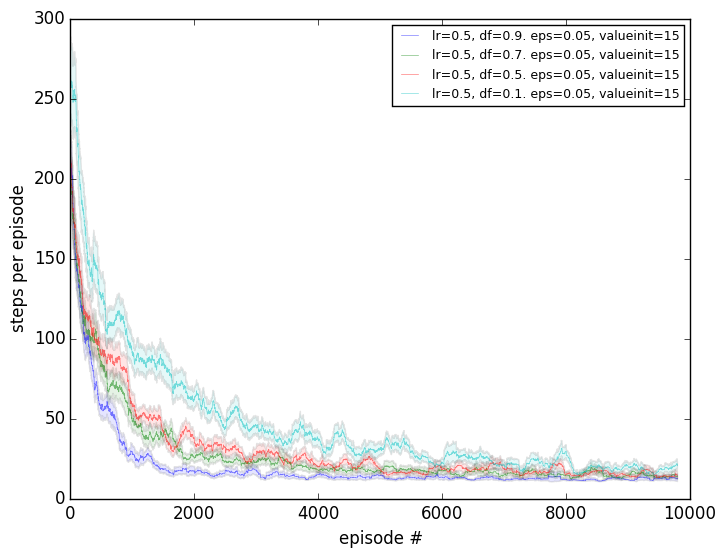 300
250
200
150
100
50
0
steps per episode
lr=0.5, df=0.9. eps=0.05, valueinit=15
lr=0.5, df=0.7. eps=0.05, valueinit=15
lr=0.5, df=0.5. eps=0.05, valueinit=15
lr=0.5, df=0.1. eps=0.05, valueinit=15
0 2000 4000 6000 8000 10000
episode #